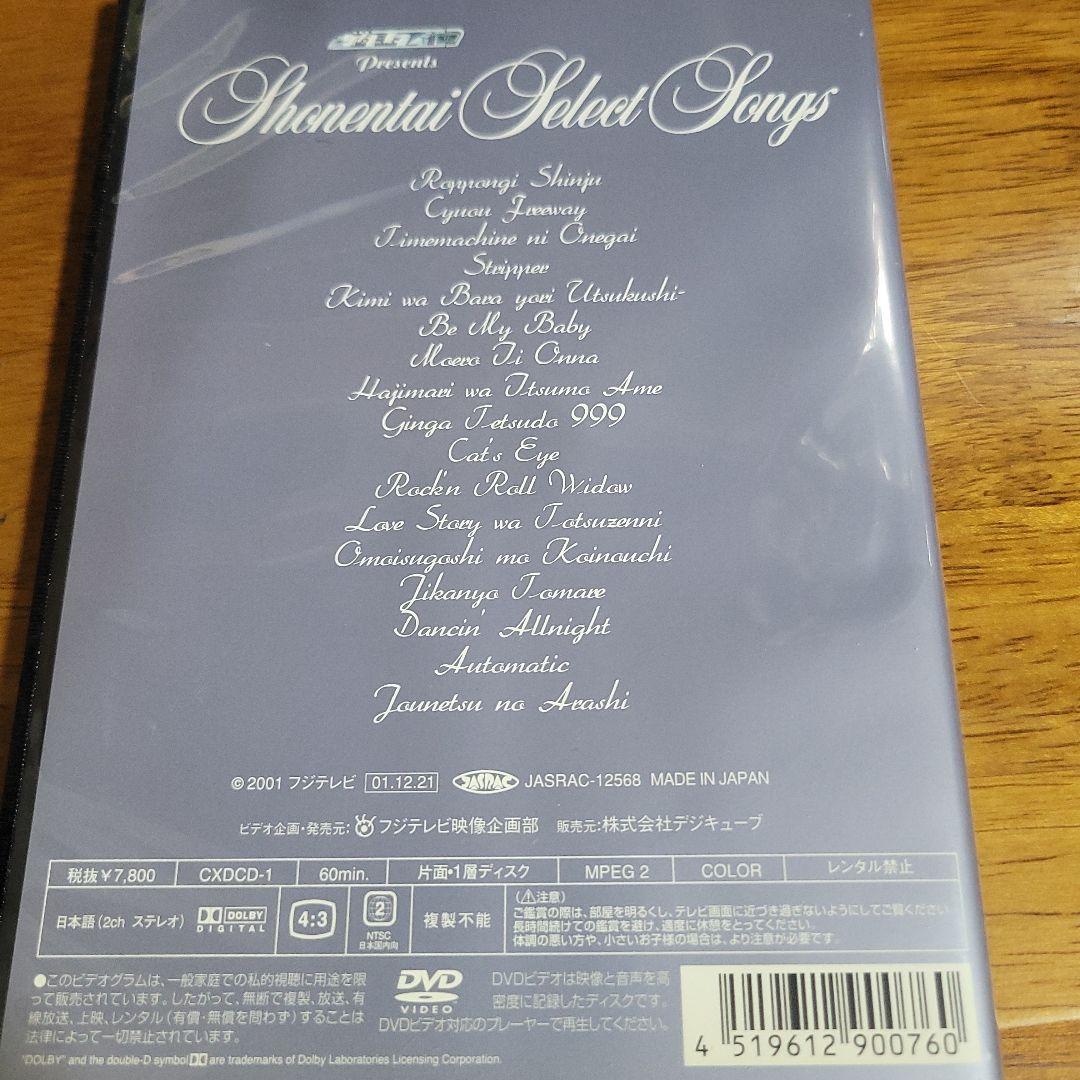 Presents
Shonentai Select Songs
Roppongi Shinju
Cyuou Freeway
Timemachine ni Onegai
Stripper
Kimi wa Bara yori Utsukushi-
Be My Baby
Moero Ii Onna
Hajimari wa Itsumo Ame
Ginga Tetsudo 999
Cat's Eye
Rock'n Roll Widow
Love Story wa Totsuzenni
Omoisugoshi mo Koinouchi
Jikanyo Tomare
Dancin' Allnight
Automatic
Jounetsu no Arashi
©2001 フジテレビ 01.12.21 JASRAC JASRAC-12568 MADE IN JAPAN
ビデオ企画・発売元: フジテレビ映像企画部 販売元:株式会社デジキューブ
税抜¥7,800 CXDCD-1 60min. 片面・1層ディスク MPEG 2 COLOR レンタル禁止
日本語(2ch ステレオ) DOLBY DIGITAL 4:3 2 NTSC 日本国内向 複製不能
(⚠注意)
ご鑑賞の際は、部屋を明るくし、テレビ画面に近づき過ぎないようにしてご覧ください
長時間続けての鑑賞を避け、適度に休憩をとってください。
体調の悪い方や、小さいお子様の場合は、より注意が必要です。
●このビデオグラムは、一般家庭での私的視聴に用途を限
って販売されています。したがって、無断で複製、放送、有
線放送、上映、レンタル(有償・無償を問わず)することは
法律によって一切禁止されています。
DVD VIDEO
DVDビデオは映像と音声を高
密度に記録したディスクです。
DVDビデオ対応のプレーヤーで再生してください。
4 519612 900760
"DOLBY" and the double-D symbol are trademarks of Dolby Laboratories Licensing Corporation.